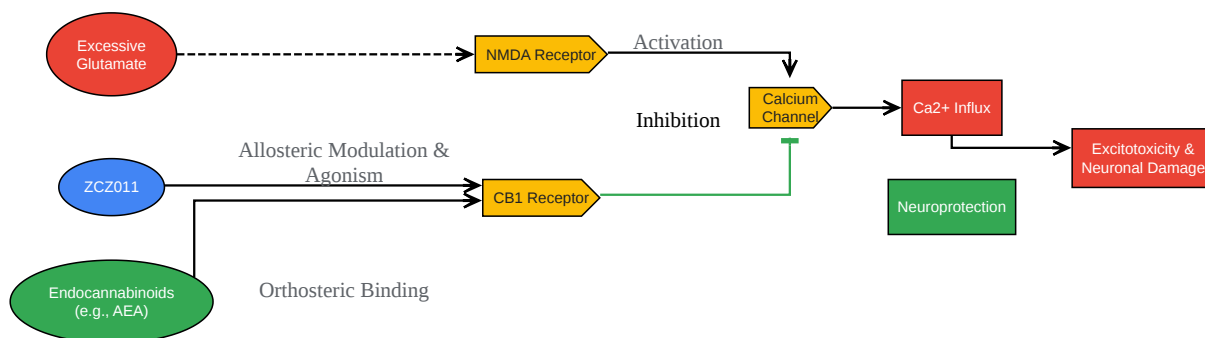 Excessive
Glutamate
NMDA Receptor
Activation
Calcium
Channel
Ca2+ Influx
Inhibition
Excitotoxicity &
Neuronal Damage
Allosteric Modulation &
Agonism
ZCZ011
CB1 Receptor
Neuroprotection
Endocannabinoids
(e.g., AEA)
Orthosteric Binding